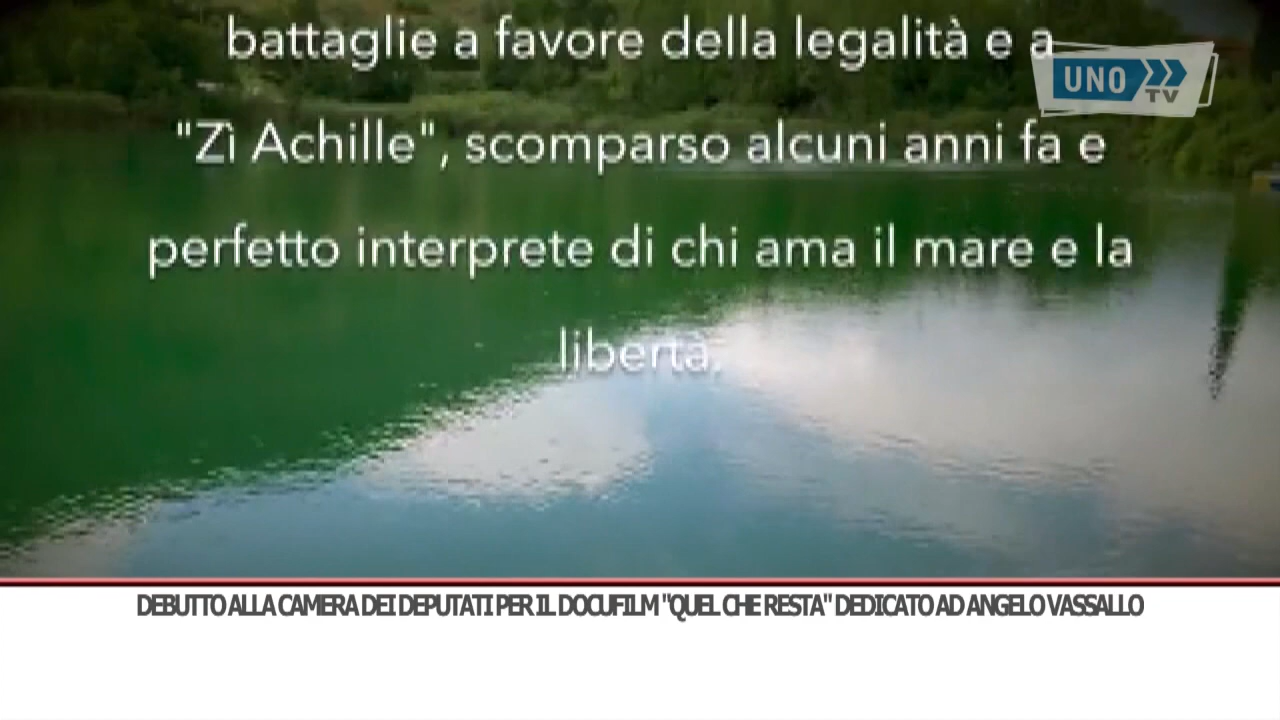 battaglie a favore della legalità e a
UNO
TV
"Zì Achille", scomparso alcuni anni fa e
perfetto interprete di chi ama il mare e la
libertà.
DEBUTTO ALLA CAMERA DEI DEPUTATI PER IL DOCUFILM "QUEL CHE RESTA" DEDICATO AD ANGELO VASSALLO